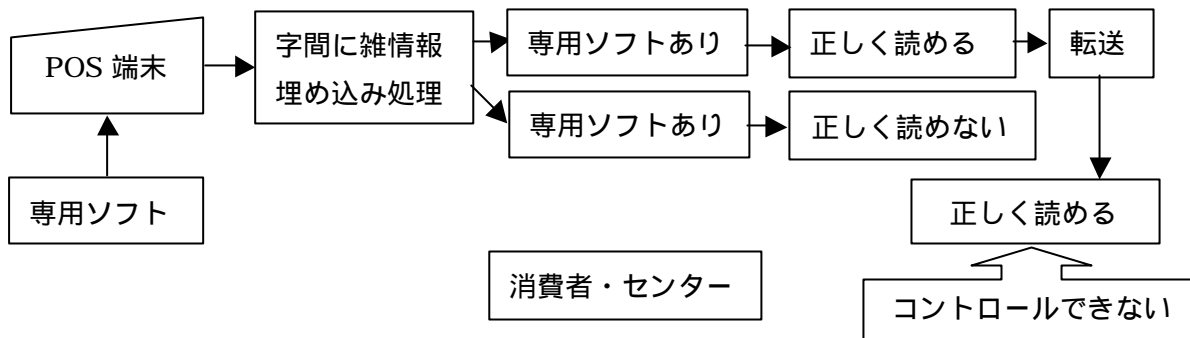 POS 端末
字間に雑情報
埋め込み処理
専用ソフトあり
正しく読める
転送
専用ソフトあり
正しく読めない
専用ソフト
正しく読める
消費者・センター
コントロールできない